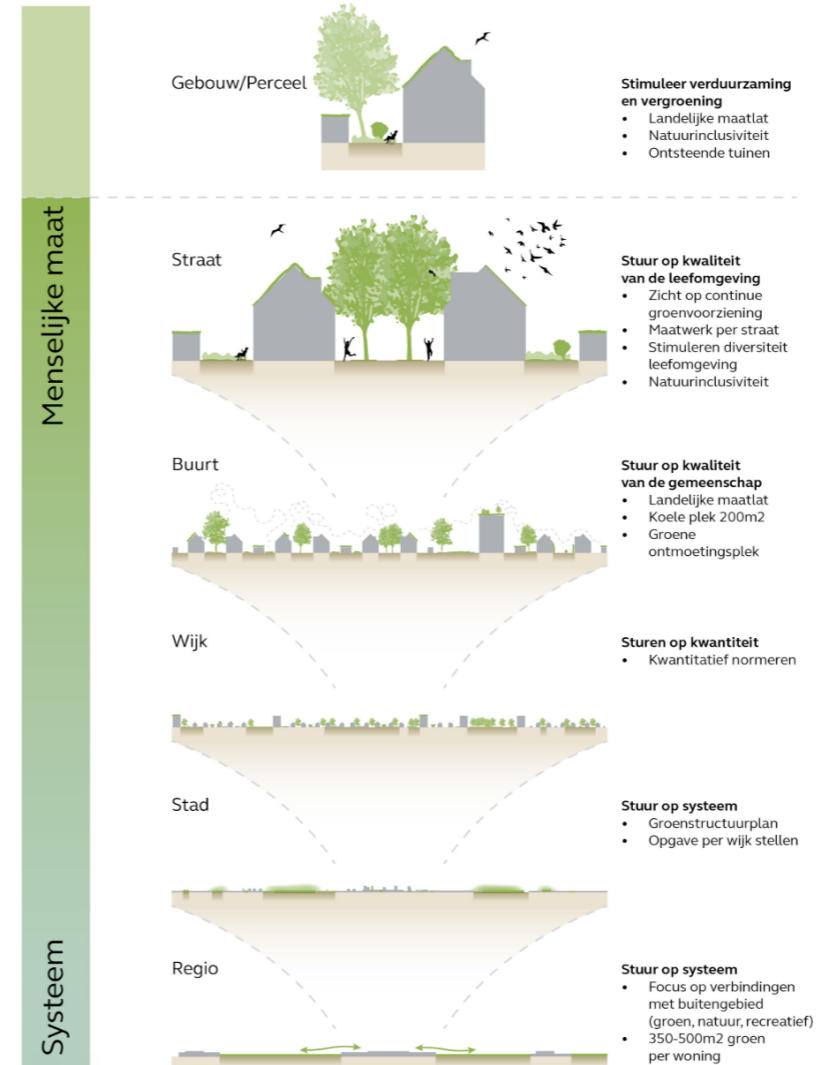 Gebouw/Perceel
Stimuleer verduurzaming
en vergroening
• Landelijke maatlat
• Natuurinclusiviteit
• Ontsteende tuinen
Menselijke maat
Straat
Stuur op kwaliteit
van de leefomgeving
• Zicht op continue
groenvoorziening
• Maatwerk per straat
• Stimuleren diversiteit
leefomgeving
• Natuurinclusiviteit
Buurt
Stuur op kwaliteit
van de gemeenschap
• Landelijke maatlat
• Koele plek 200m2
• Groene
ontmoetingsplek
Wijk
Sturen op kwantiteit
• Kwantitatief normeren
Stad
Stuur op systeem
• Groenstructuurplan
• Opgave per wijk stellen
Systeem
Regio
Stuur op systeem
• Focus op verbindingen
met buitengebied
(groen, natuur, recreatief)
• 350-500m2 groen
per woning